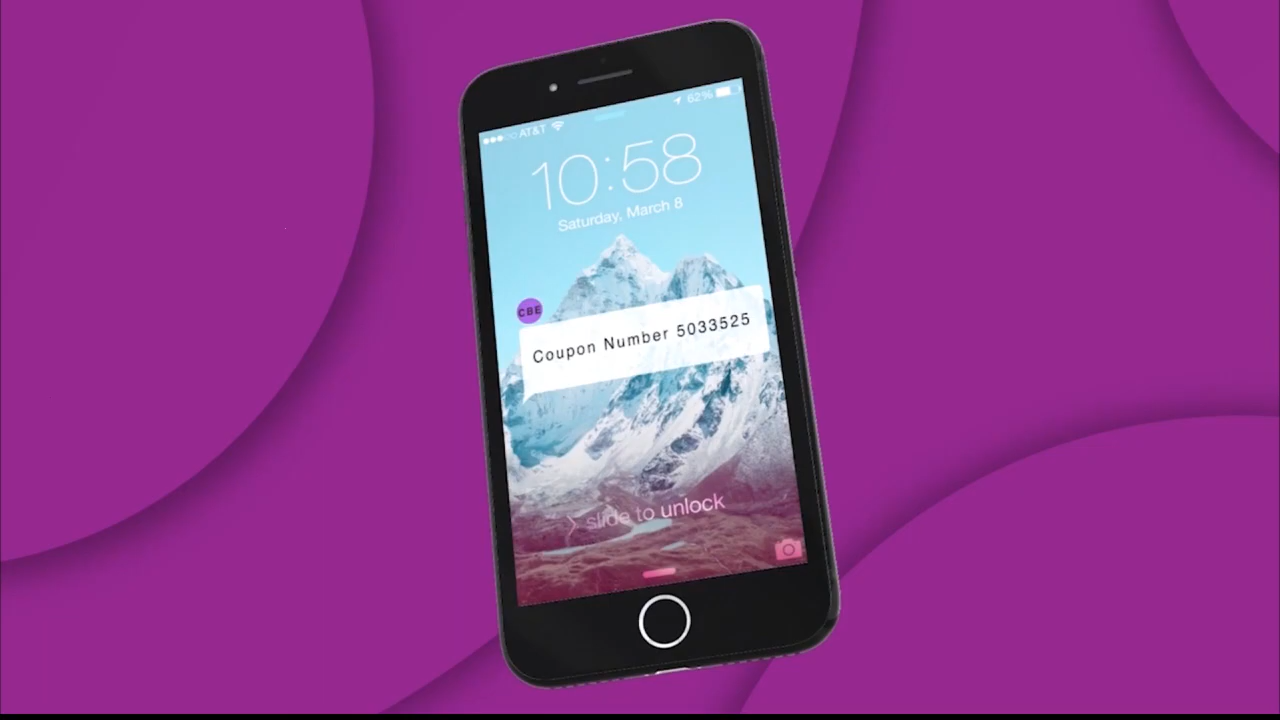 AT&T
62%
10:58
Saturday, March 8
CBE
Coupon Number 5033525
slide to unlock